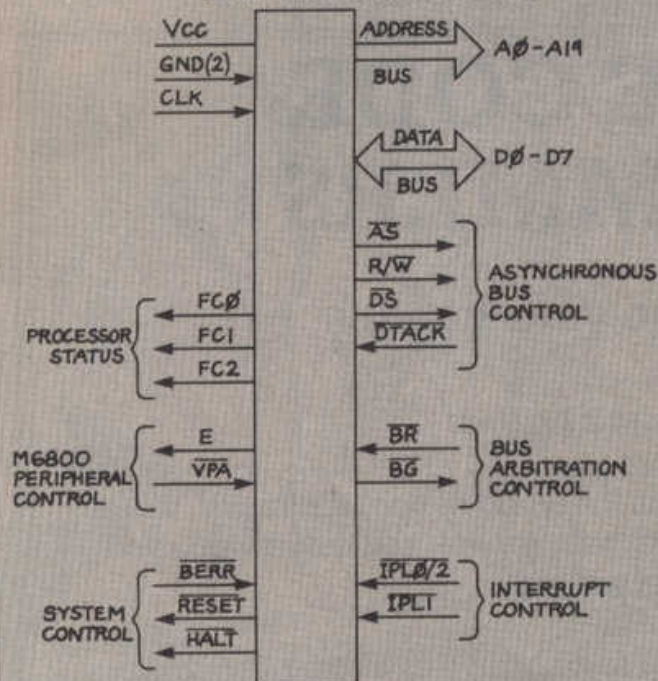 VCC
GND(2)
CLK
ADDRESS
BUS
AØ-A19
DATA
BUS
DØ-D7
AS
R/W
DS
DTACK
ASYNCHRONOUS
BUS
CONTROL
PROCESSOR
STATUS
FCØ
FC1
FC2
M6800
PERIPHERAL
CONTROL
E
VPA
BR
BG
BUS
ARBITRATION
CONTROL
SYSTEM
CONTROL
BERR
RESET
HALT
IPLØ/2
IPL1
INTERRUPT
CONTROL